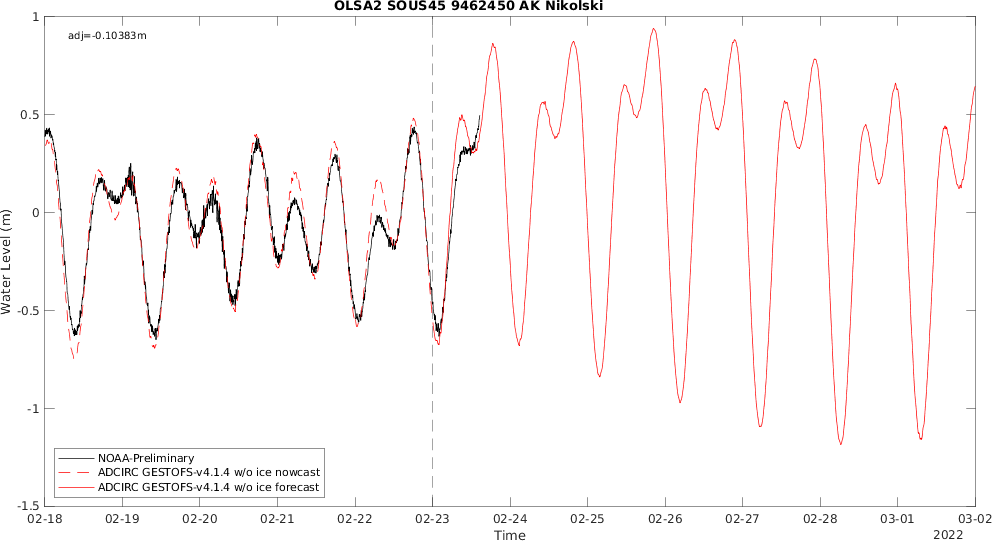 OLSA2 SOUS45 9462450 AK Nikolski
adj=-0.10383m
1
0.5
0
-0.5
-1
-1.5
Water Level (m)
NOAA-Preliminary
ADCIRC GESTOFS-v4.1.4 w/o ice nowcast
ADCIRC GESTOFS-v4.1.4 w/o ice forecast
02-18 02-19 02-20 02-21 02-22 02-23 02-24 02-25 02-26 02-27 02-28 03-01 03-02
Time
2022